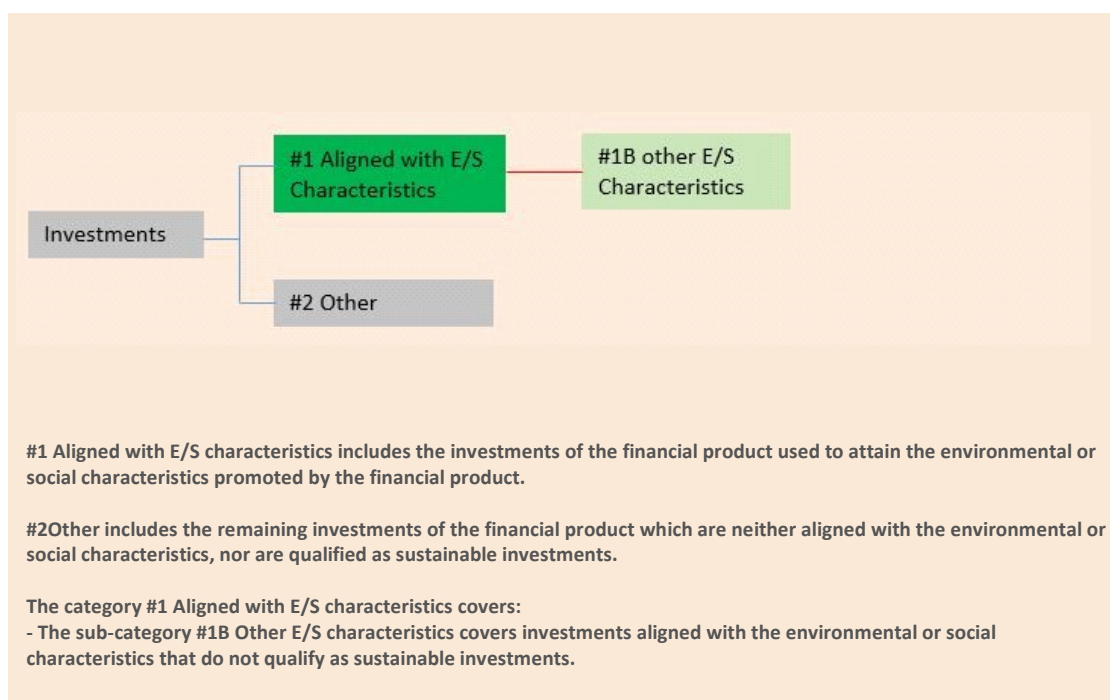 #1 Aligned with E/S
Characteristics
#1B other E/S
Characteristics
Investments
#2 Other
#1 Aligned with E/S characteristics includes the investments of the financial product used to attain the environmental or
social characteristics promoted by the financial product.
#2Other includes the remaining investments of the financial product which are neither aligned with the environmental or
social characteristics, nor are qualified as sustainable investments.
The category #1 Aligned with E/S characteristics covers:
- The sub-category #1B Other E/S characteristics covers investments aligned with the environmental or social
characteristics that do not qualify as sustainable investments.